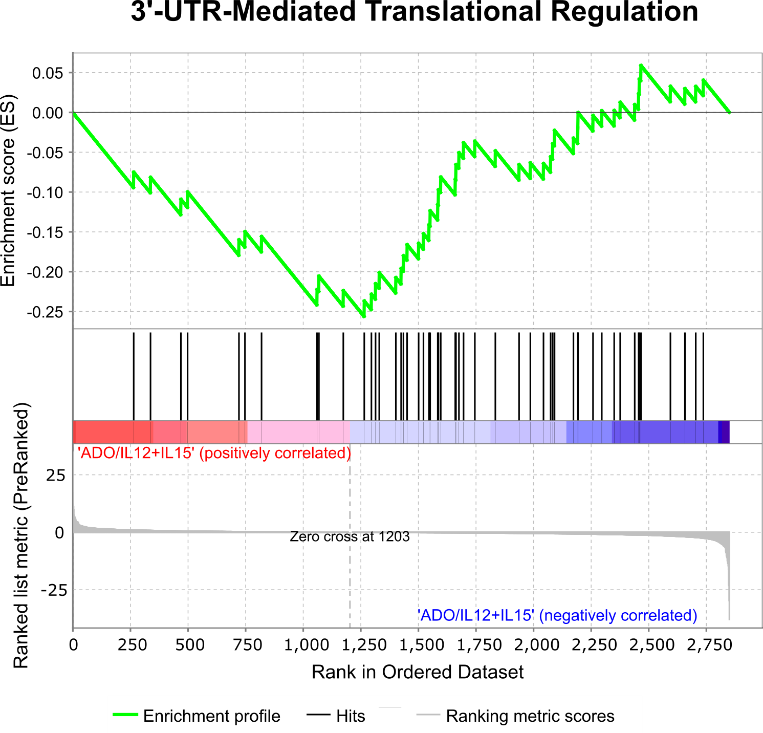 3'-UTR-Mediated Translational Regulation
Enrichment score (ES)
0.05
0.00
-0.05
-0.10
-0.15
-0.20
-0.25
'ADO/IL12+IL15' (positively correlated)
Ranked list metric (PreRanked)
25
0
-25
Zero cross at 1203
'ADO/IL12+IL15' (negatively correlated)
0 250 500 750 1,000 1,250 1,500 1,750 2,000 2,250 2,500 2,750
Rank in Ordered Dataset
Enrichment profile Hits Ranking metric scores